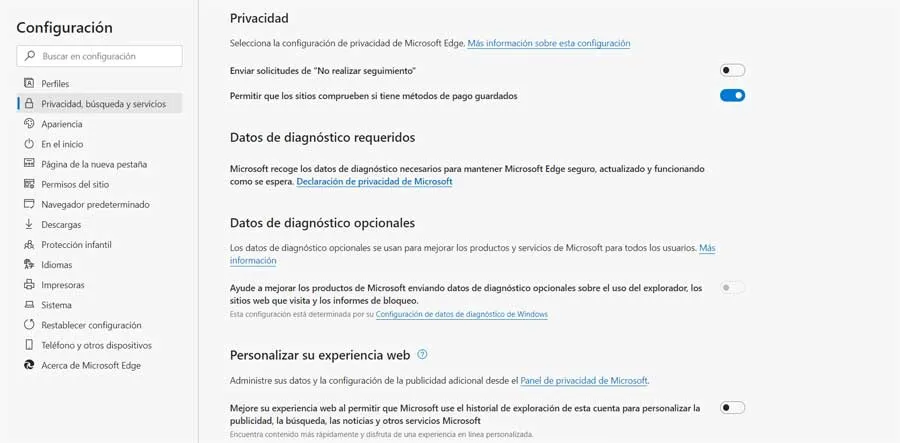 Configuración
Buscar en configuración
Perfiles
Privacidad, búsqueda y servicios
Apariencia
En el inicio
Página de la nueva pestaña
Permisos del sitio
Navegador predeterminado
Descargas
Protección infantil
Idiomas
Impresoras
Sistema
Restablecer configuración
Teléfono y otros dispositivos
Acerca de Microsoft Edge
Privacidad
Selecciona la configuración de privacidad de Microsoft Edge. Más información sobre esta configuración
Enviar solicitudes de "No realizar seguimiento"
Permitir que los sitios comprueben si tiene métodos de pago guardados
Datos de diagnóstico requeridos
Microsoft recoge los datos de diagnóstico necesarios para mantener Microsoft Edge seguro, actualizado y funcionando
como se espera. Declaración de privacidad de Microsoft
Datos de diagnóstico opcionales
Los datos de diagnóstico opcionales se usan para mejorar los productos y servicios de Microsoft para todos los usuarios. Más
información
Ayude a mejorar los productos de Microsoft enviando datos de diagnóstico opcionales sobre el uso del explorador, los
sitios web que visita y los informes de bloqueo.
Esta configuración está determinada por su Configuración de datos de diagnóstico de Windows
Personalizar su experiencia web
Administre sus datos y la configuración de la publicidad adicional desde el Panel de privacidad de Microsoft.
Mejore su experiencia web al permitir que Microsoft use el historial de exploración de esta cuenta para personalizar la
publicidad, la búsqueda, las noticias y otros servicios Microsoft
Encuentra contenido más rápidamente y disfruta de una experiencia en línea personalizada.